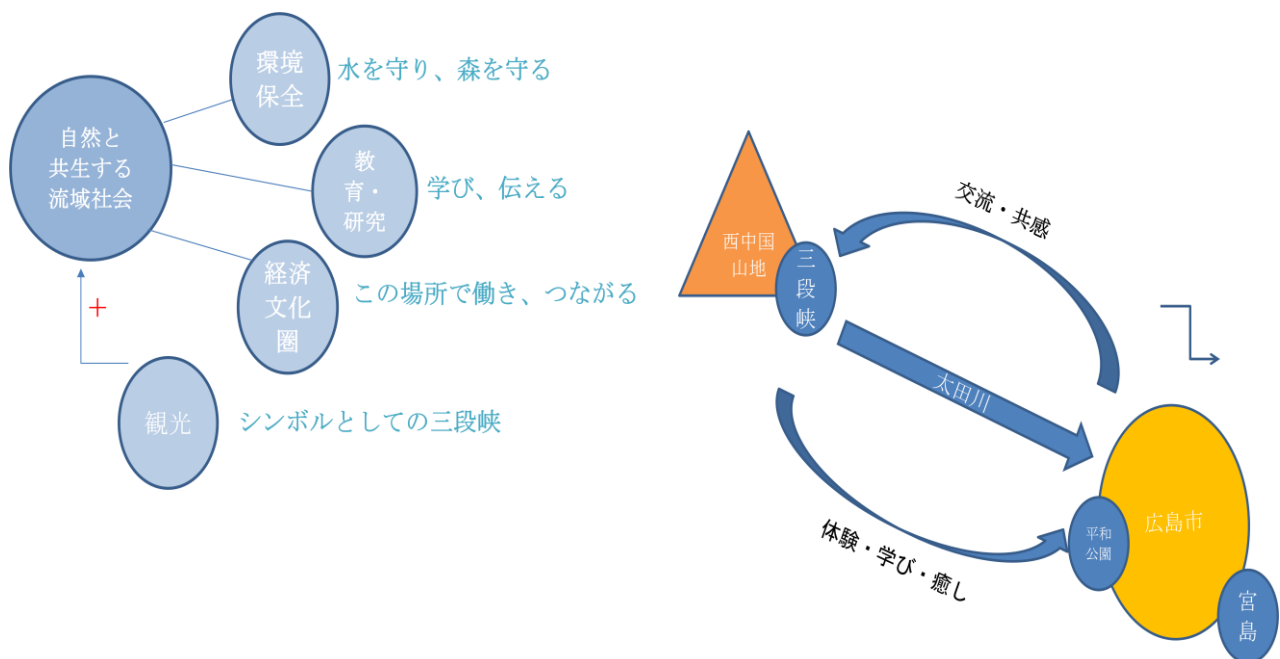 環境
保全
水を守り、森を守る
自然と
共生する
流域社会
教
育・
研究
学び、伝える
経済
文化
圏
この場所で働き、つながる
+
観光
シンボルとしての三段峡
西中国
山地
三
段
峡
交流・共感
太田川
体験・学び・癒し
平和
公園
広島市
宮
島